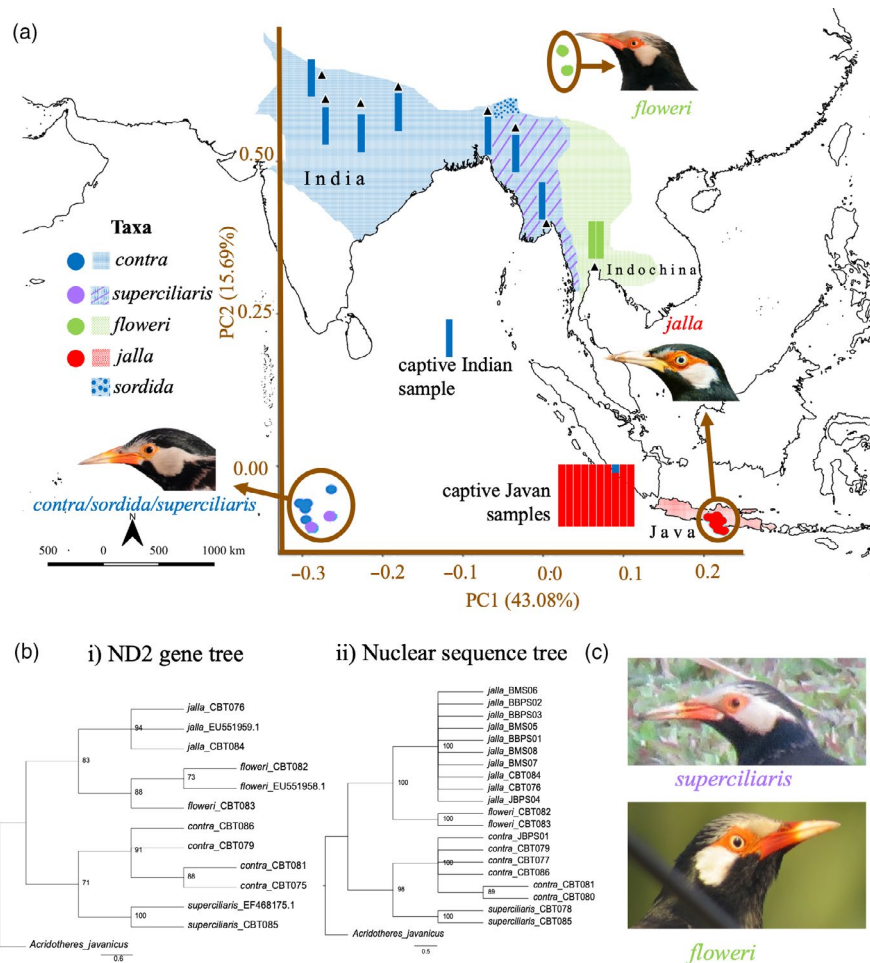 (a)
floweri
0.50
India
Taxa
contra
superciliaris
floweri
jalla
sordida
PC2 (15.69%)
0.25
Indochina
jalla
captive Indian
sample
0.00
captive Javan
samples
Java
contra/sordida/superciliaris
N
500 0 500 1000 km
−0.3 −0.2 −0.1 0.0 0.1 0.2
PC1 (43.08%)
(b)
i) ND2 gene tree
jalla_CBT076
94
jalla_EU551959.1
jalla_CBT084
83
floweri_CBT082
73
floweri_EU551958.1
88
floweri_CBT083
contra_CBT086
91
contra_CBT079
contra_CBT081
88
contra_CBT075
71
superciliaris_EF468175.1
100
superciliaris_CBT085
Acridotheres_javanicus
0.6
ii) Nuclear sequence tree
jalla_BMS06
jalla_BBPS02
jalla_BBPS03
jalla_BMS05
jalla_BBPS01
100
jalla_BMS08
jalla_BMS07
jalla_CBT084
100
jalla_CBT076
jalla_JBPS04
floweri_CBT082
100
floweri_CBT083
contra_JBPS01
contra_CBT079
100
contra_CBT077
contra_CBT086
98
contra_CBT081
89
contra_CBT080
superciliaris_CBT078
100
superciliaris_CBT085
Acridotheres_javanicus
0.5
(c)
superciliaris
floweri